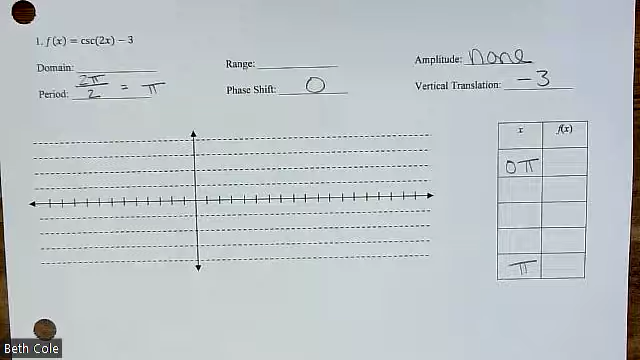 1. f(x) = csc(2x) − 3
Domain: Range: Amplitude: none
Period: 2π/2 = π Phase Shift: 0 Vertical Translation: −3
x f(x)
0π
π
Beth Cole